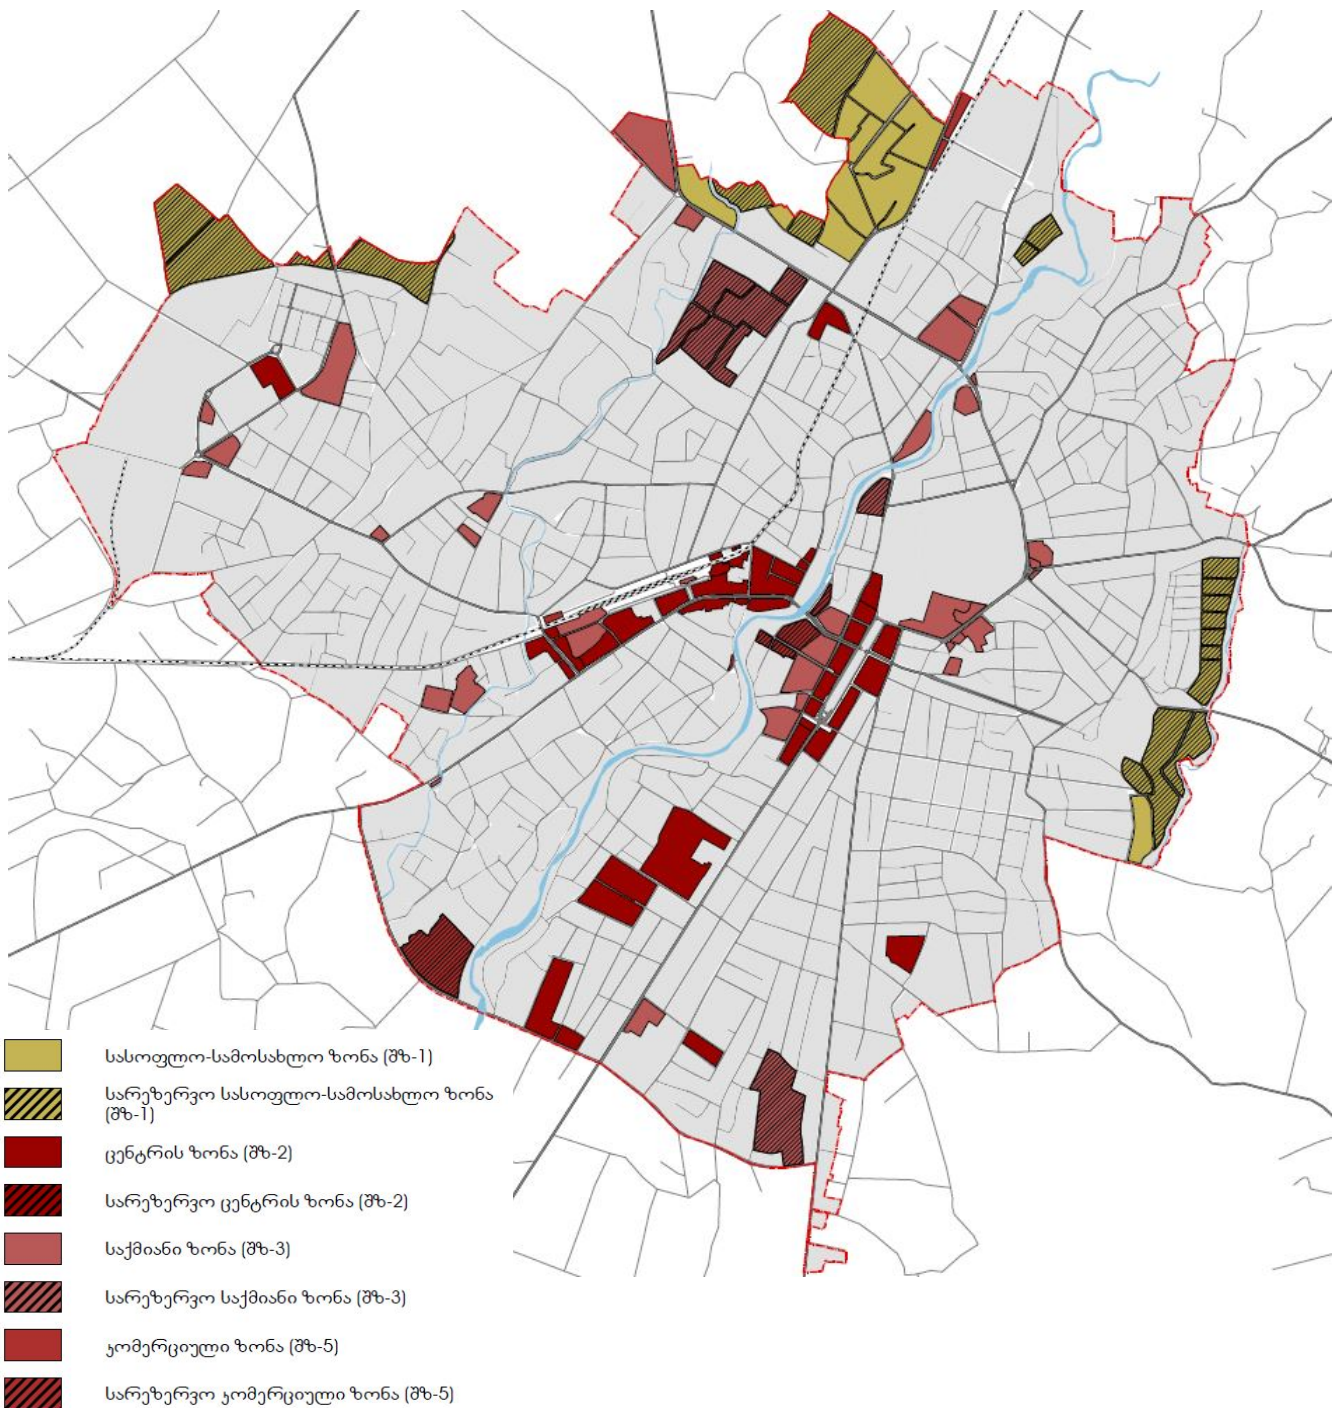 სასოფლო-სამოსახლო ზონა (შზ-1)
სარეზერვო სასოფლო-სამოსახლო ზონა
(შზ-1)
ცენტრის ზონა (შზ-2)
სარეზერვო ცენტრის ზონა (შზ-2)
საქმიანი ზონა (შზ-3)
სარეზერვო საქმიანი ზონა (შზ-3)
კომერციული ზონა (შზ-5)
სარეზერვო კომერციული ზონა (შზ-5)